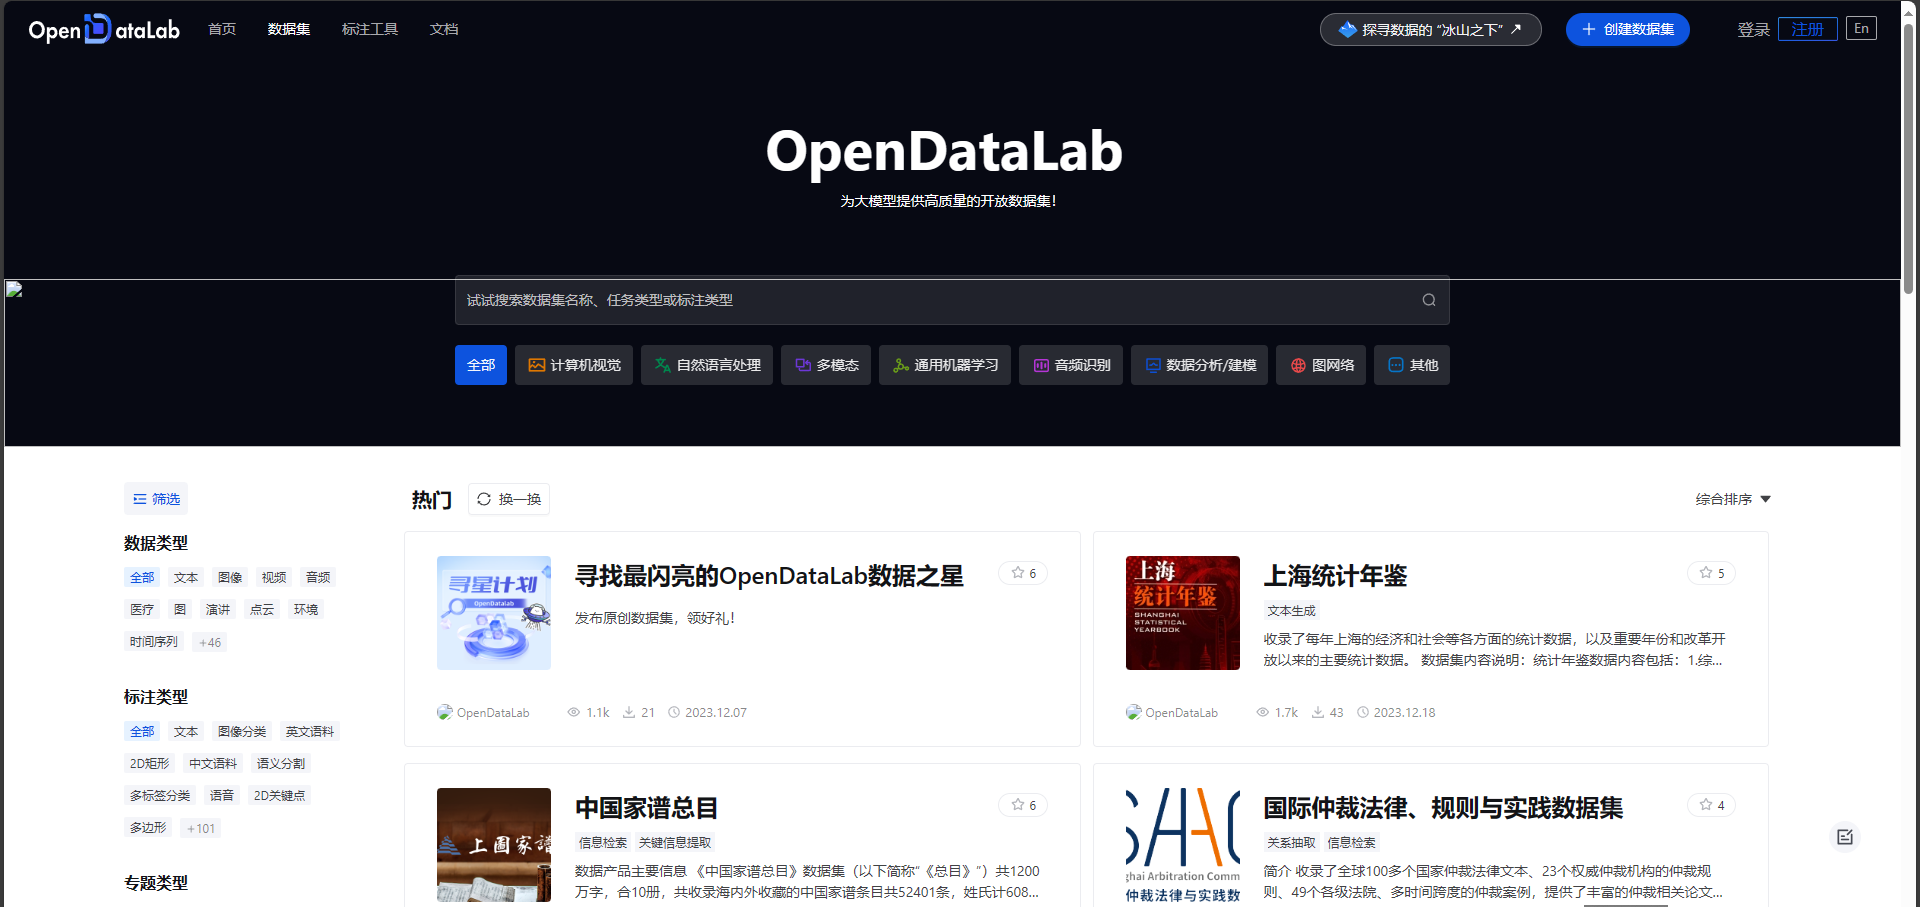 OpenDataLab
首页
数据集
标注工具
文档
探寻数据的 “冰山之下” ↗
+ 创建数据集
登录
注册
En
OpenDataLab
为大模型提供高质量的开放数据集！
试试搜索数据集名称、任务类型或标注类型
全部
计算机视觉
自然语言处理
多模态
通用机器学习
音频识别
数据分析/建模
图网络
其他
筛选
热门
换一换
综合排序
数据类型
全部 文本 图像 视频 音频
医疗 图 演讲 点云 环境
时间序列 +46
标注类型
全部 文本 图像分类 英文语料
2D矩形 中文语料 语义分割
多标签分类 语音 2D关键点
多边形 +101
专题类型
寻星计划
OpenDatalab
寻找最闪亮的OpenDataLab数据之星
6
发布原创数据集，领好礼！
OpenDataLab 1.1k 21 2023.12.07
上海
统计年鉴
SHANGHAI
STATISTICAL
YEARBOOK
上海统计年鉴
5
文本生成
收录了每年上海的经济和社会等各方面的统计数据，以及重要年份和改革开
放以来的主要统计数据。 数据集内容说明：统计年鉴数据内容包括：1.综...
OpenDataLab 1.7k 43 2023.12.18
上圖家譜
中国家谱总目
6
信息检索 关键信息提取
数据产品主要信息 《中国家谱总目》数据集（以下简称“《总目》”）共1200
万字，合10册，共收录海内外收藏的中国家谱条目共52401条，姓氏计608...
SHAC
ghai Arbitration Comm
仲裁法律与实践数
国际仲裁法律、规则与实践数据集
4
关系抽取 信息检索
简介 收录了全球100多个国家仲裁法律文本、23个权威仲裁机构的仲裁规
则、49个各级法院、多时间跨度的仲裁案例，提供了丰富的仲裁相关论文...